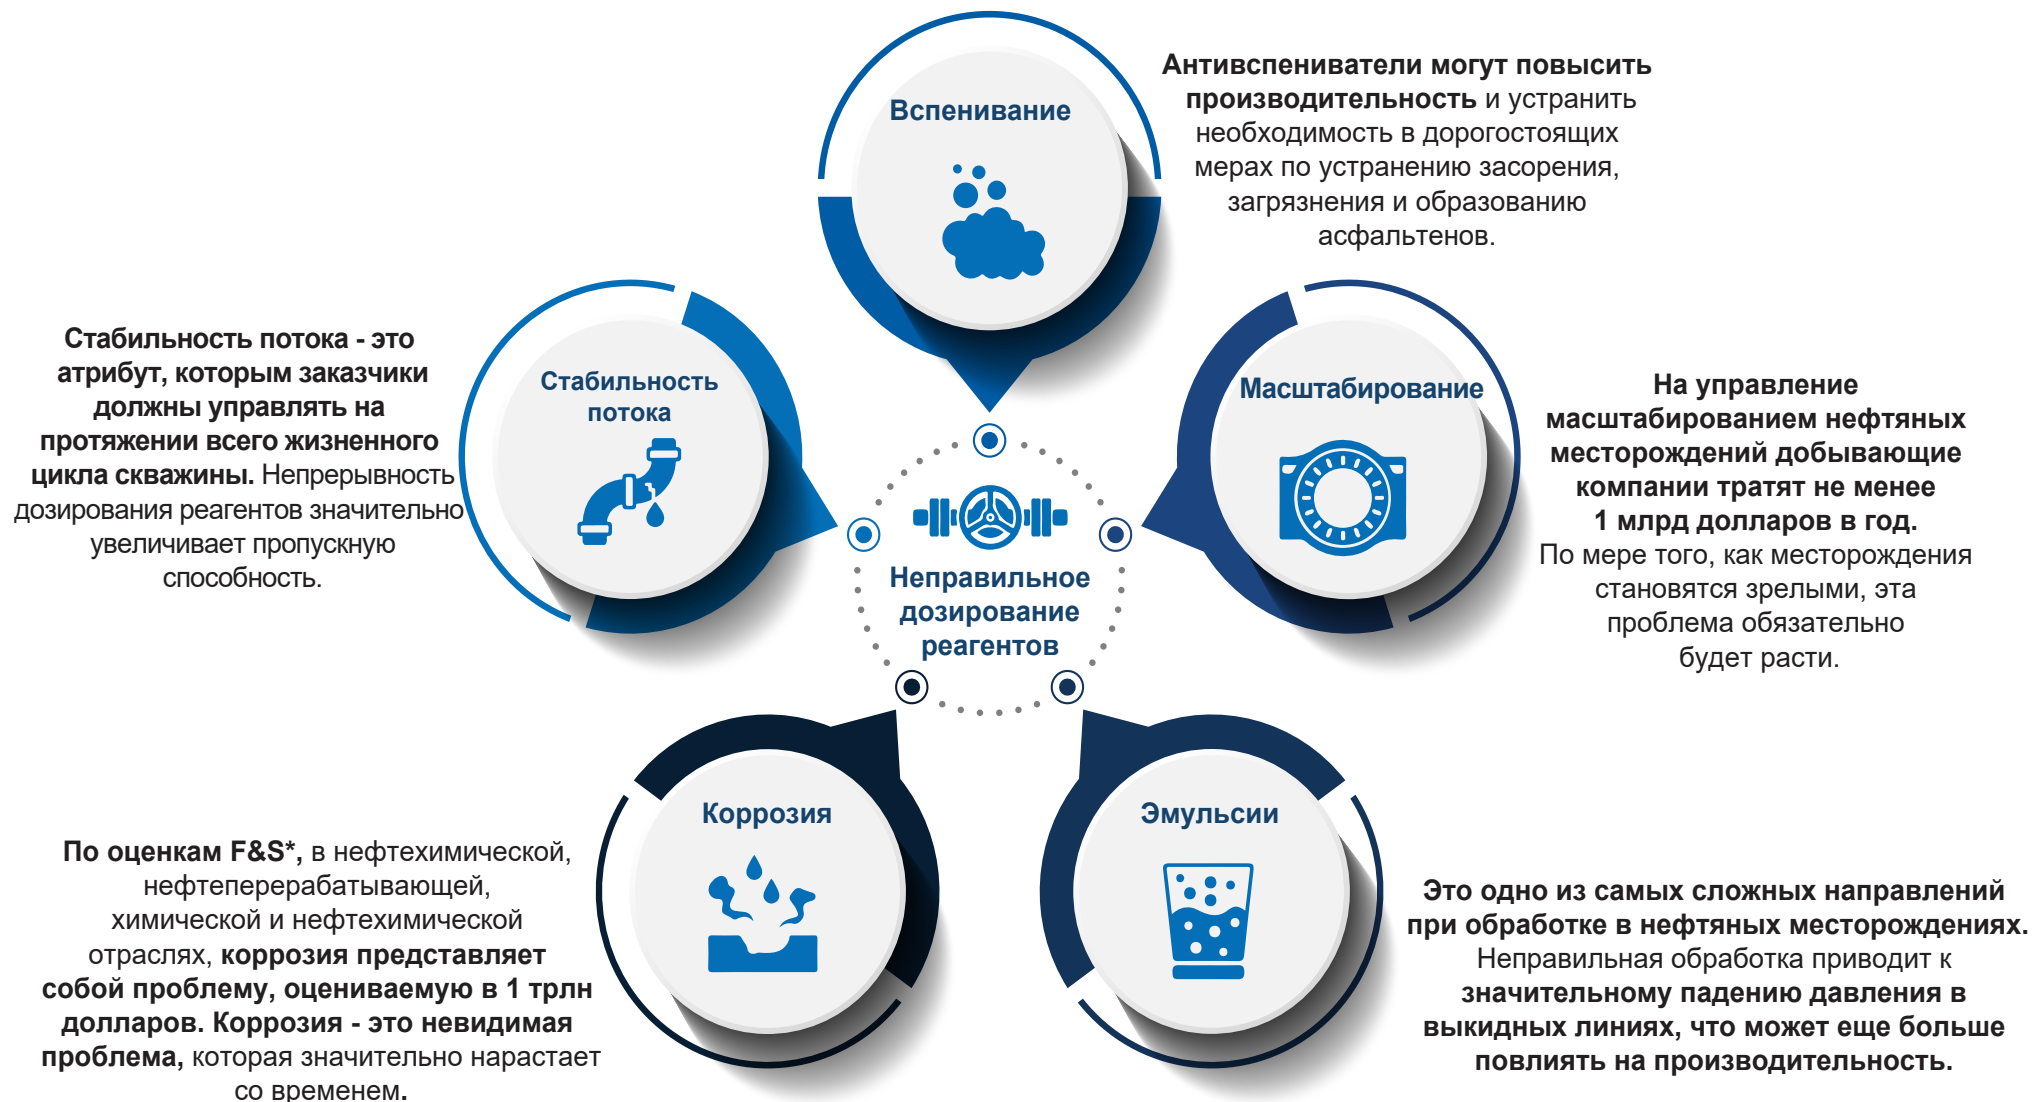 Вспенивание
Антивспениватели могут повысить
производительность и устранить
необходимость в дорогостоящих
мерах по устранению засорения,
загрязнения и образованию
асфальтенов.
Стабильность потока - это
атрибут, которым заказчики
должны управлять на
протяжении всего жизненного
цикла скважины. Непрерывность
дозирования реагентов значительно
увеличивает пропускную
способность.
Стабильность
потока
Масштабирование
На управление
масштабированием нефтяных
месторождений добывающие
компании тратят не менее
1 млрд долларов в год.
По мере того, как месторождения
становятся зрелыми, эта
проблема обязательно
будет расти.
Неправильное
дозирование
реагентов
Коррозия
По оценкам F&S*, в нефтехимической,
нефтеперерабатывающей,
химической и нефтехимической
отраслях, коррозия представляет
собой проблему, оцениваемую в 1 трлн
долларов. Коррозия - это невидимая
проблема, которая значительно нарастает
со временем.
Эмульсии
Это одно из самых сложных направлений
при обработке в нефтяных месторождениях.
Неправильная обработка приводит к
значительному падению давления в
выкидных линиях, что может еще больше
повлиять на производительность.